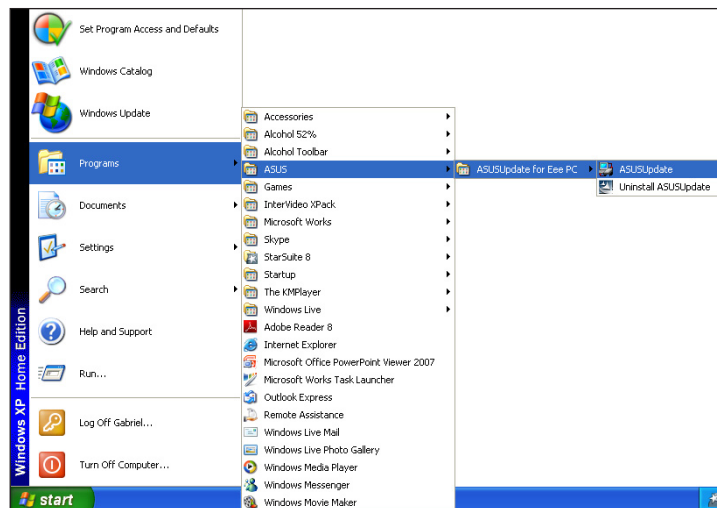 Set Program Access and Defaults
Windows Catalog
Windows Update
Programs
Documents
Settings
Search
Help and Support
Run...
Log Off Gabriel...
Turn Off Computer...
Windows XP Home Edition
start
Accessories
Alcohol 52%
Alcohol Toolbar
ASUS
Games
InterVideo XPack
Microsoft Works
Skype
StarSuite 8
Startup
The KMPlayer
Windows Live
Adobe Reader 8
Internet Explorer
Microsoft Office PowerPoint Viewer 2007
Microsoft Works Task Launcher
Outlook Express
Remote Assistance
Windows Live Mail
Windows Live Photo Gallery
Windows Media Player
Windows Messenger
Windows Movie Maker
ASUSUpdate for Eee PC
ASUSUpdate
Uninstall ASUSUpdate